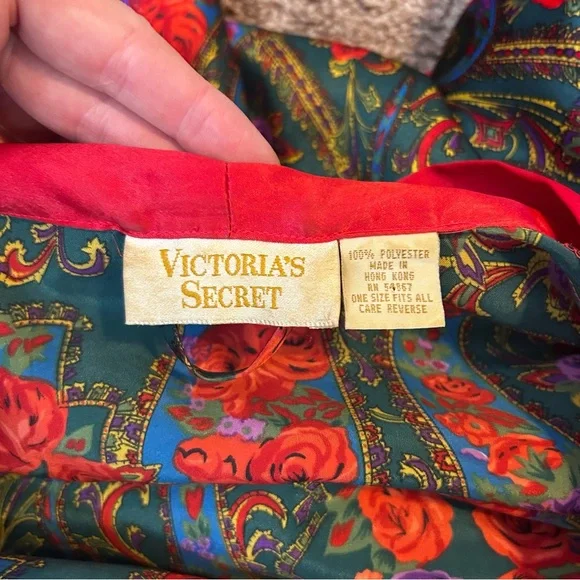 VICTORIA'S
SECRET
100% POLYESTER
MADE IN
HONG KONG
RN 54867
ONE SIZE FITS ALL
CARE REVERSE